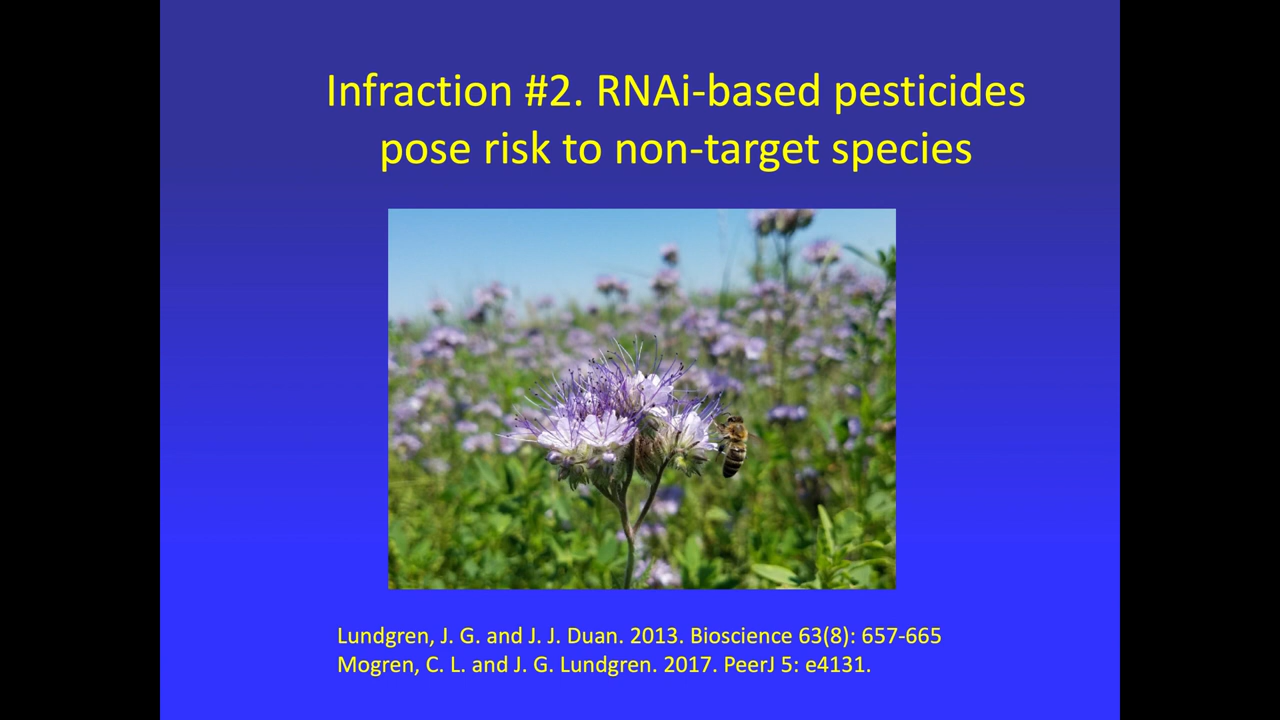 Infraction #2. RNAi-based pesticides
pose risk to non-target species
Lundgren, J. G. and J. J. Duan. 2013. Bioscience 63(8): 657-665
Mogren, C. L. and J. G. Lundgren. 2017. PeerJ 5: e4131.